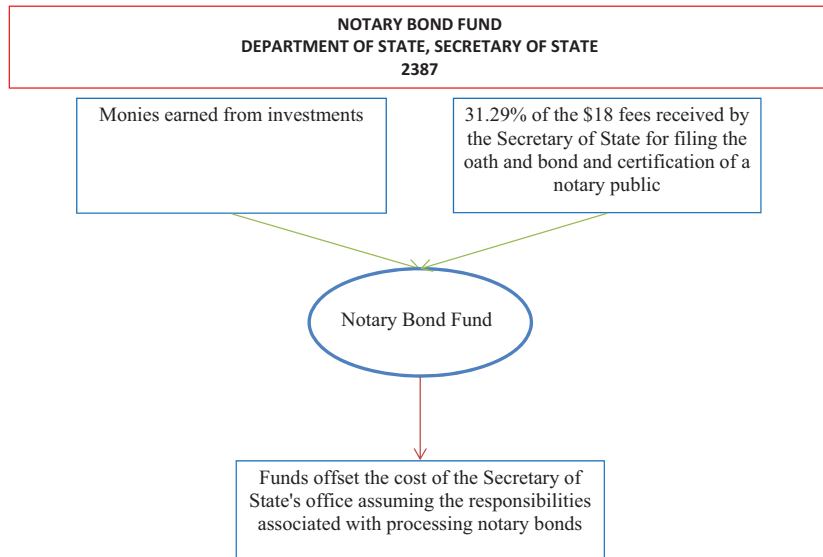 NOTARY BOND FUND
DEPARTMENT OF STATE, SECRETARY OF STATE
2387
Monies earned from investments
31.29% of the $18 fees received by
the Secretary of State for filing the
oath and bond and certification of a
notary public
Notary Bond Fund
Funds offset the cost of the Secretary of
State's office assuming the responsibilities
associated with processing notary bonds